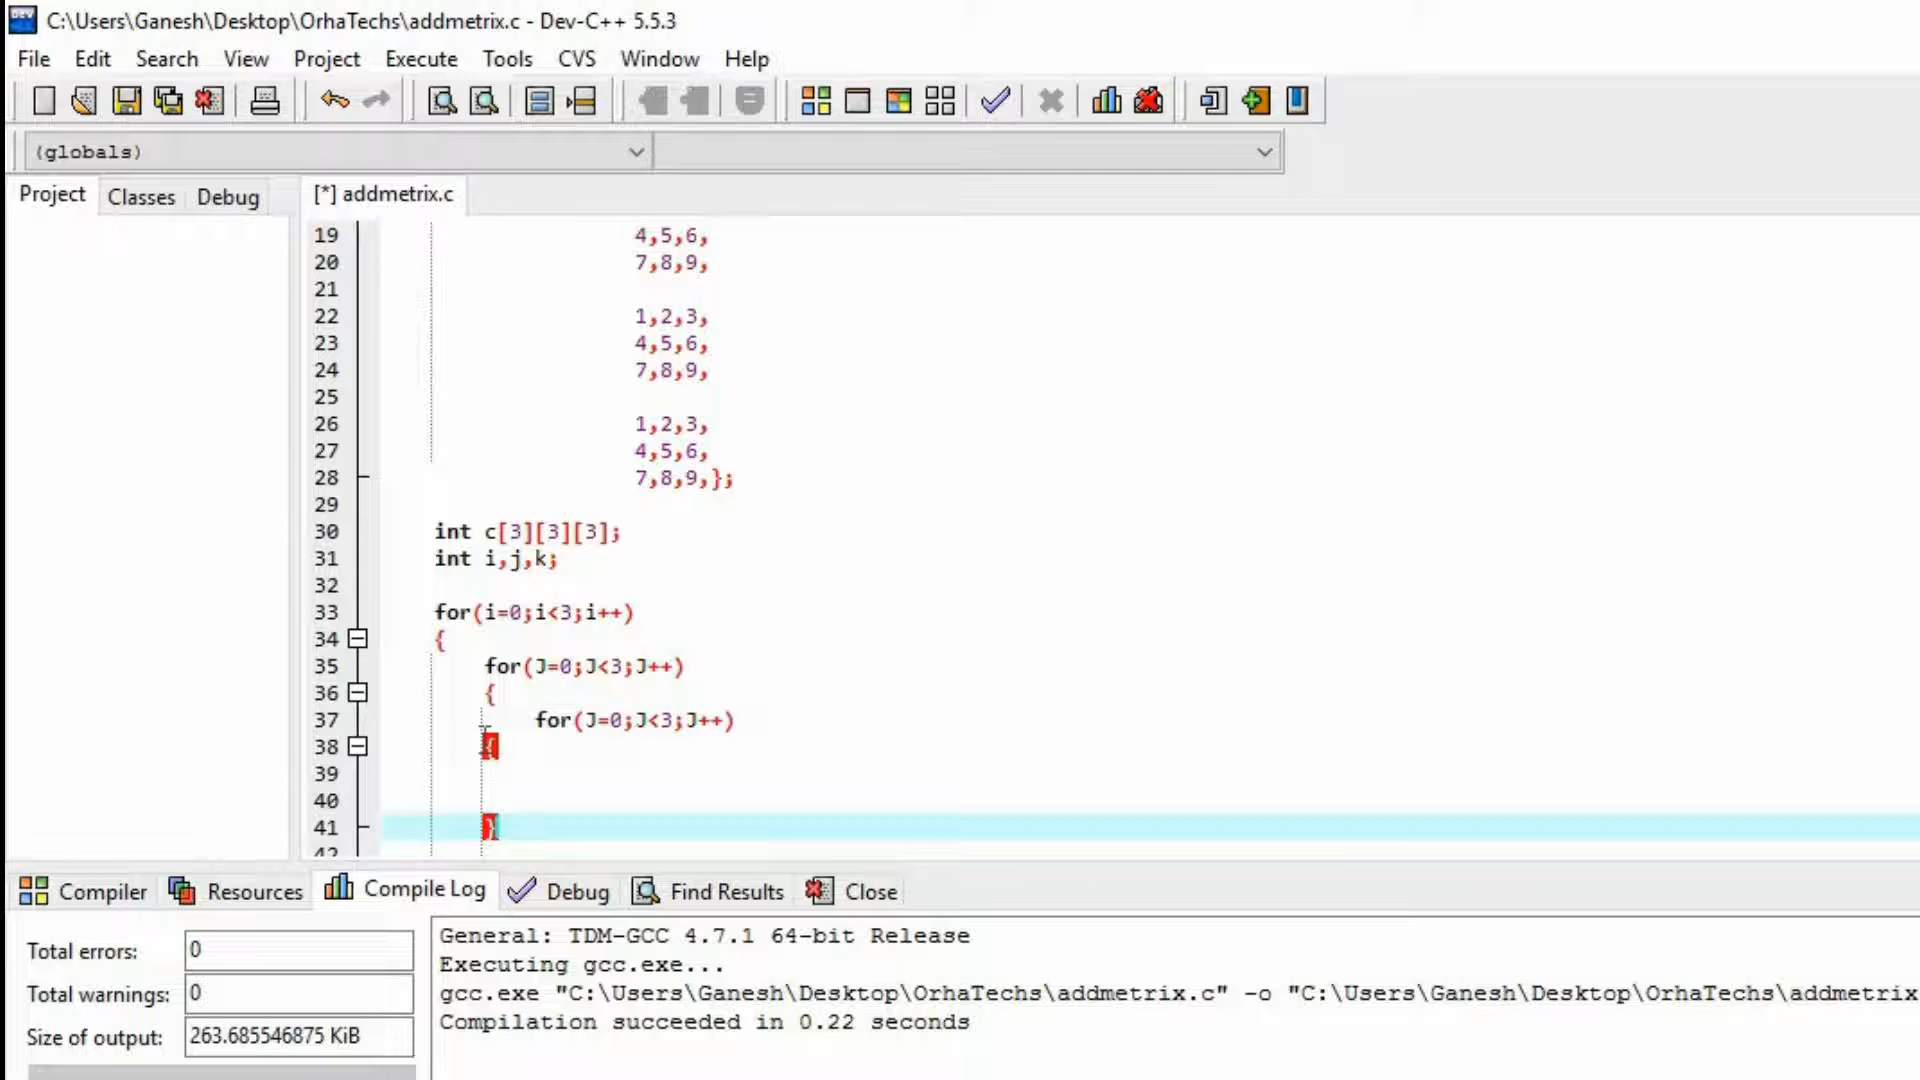 C:\Users\Ganesh\Desktop\OrhaTechs\addmetrix.c - Dev-C++ 5.5.3
File Edit Search View Project Execute Tools CVS Window Help
(globals)
Project Classes Debug [*] addmetrix.c
19 4,5,6,
20 7,8,9,
21
22 1,2,3,
23 4,5,6,
24 7,8,9,
25
26 1,2,3,
27 4,5,6,
28 7,8,9,};
29
30 int c[3][3][3];
31 int i,j,k;
32
33 for(i=0;i<3;i++)
34 {
35 for(J=0;J<3;J++)
36 {
37 for(J=0;J<3;J++)
38 {
39
40
41 }
42
Compiler Resources Compile Log Debug Find Results Close
Total errors: 0
Total warnings: 0
Size of output: 263.685546875 KiB
General: TDM-GCC 4.7.1 64-bit Release
Executing gcc.exe...
gcc.exe "C:\Users\Ganesh\Desktop\OrhaTechs\addmetrix.c" -o "C:\Users\Ganesh\Desktop\OrhaTechs\addmetrix
Compilation succeeded in 0.22 seconds